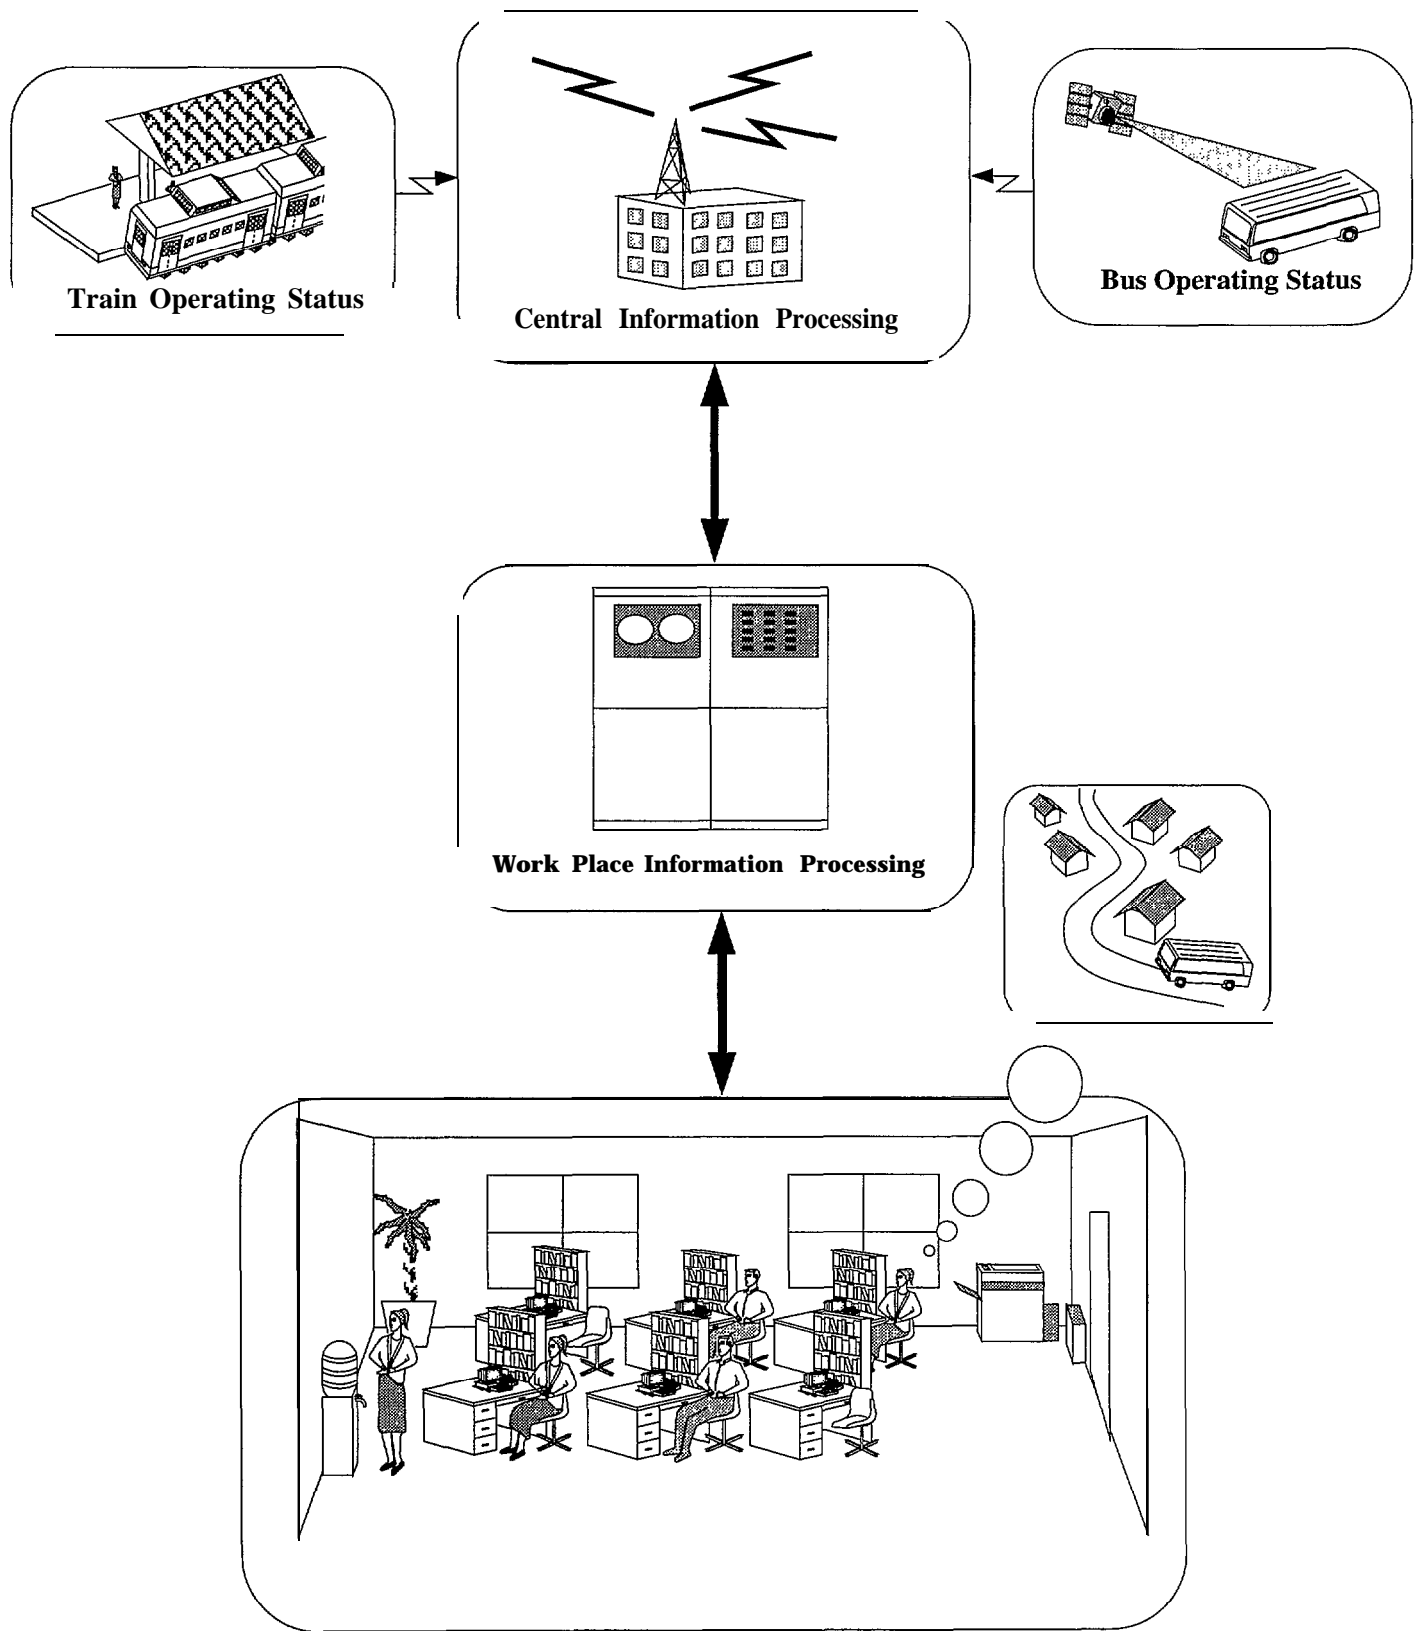 Train Operating Status
Central Information Processing
Bus Operating Status
Work Place Information Processing